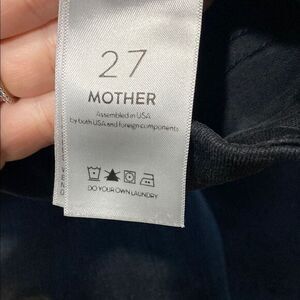 27
MOTHER
Assembled in USA
by both USA and foreign components
DO YOUR OWN LAUNDRY